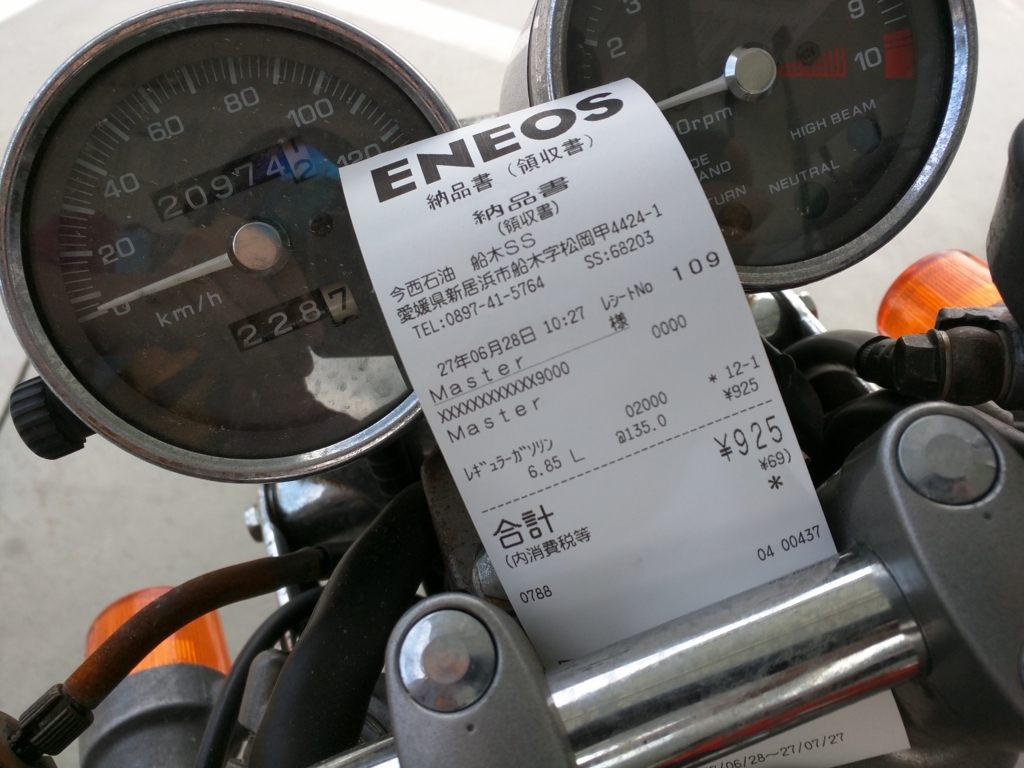 20
40
60
80
100
120
20974
km/h
2287
2
3
9
10
HIGH BEAM
NEUTRAL
ENEOS
納品書(領収書)
納品書
(領収書)
今西石油 船木SS
愛媛県新居浜市船木字松岡甲4424-1
TEL:0897-41-5764 SS:68203
27年06月28日 10:27 レシートNo 109
Master 様 0000
XXXXXXXXXXXX9000
Master * 12-1
レギュラーガソリン 02000 ¥925
6.85 L @135.0
合計 ¥925
(内消費税等 ¥69)
*
0788 04 00437
/06/28~27/07/27